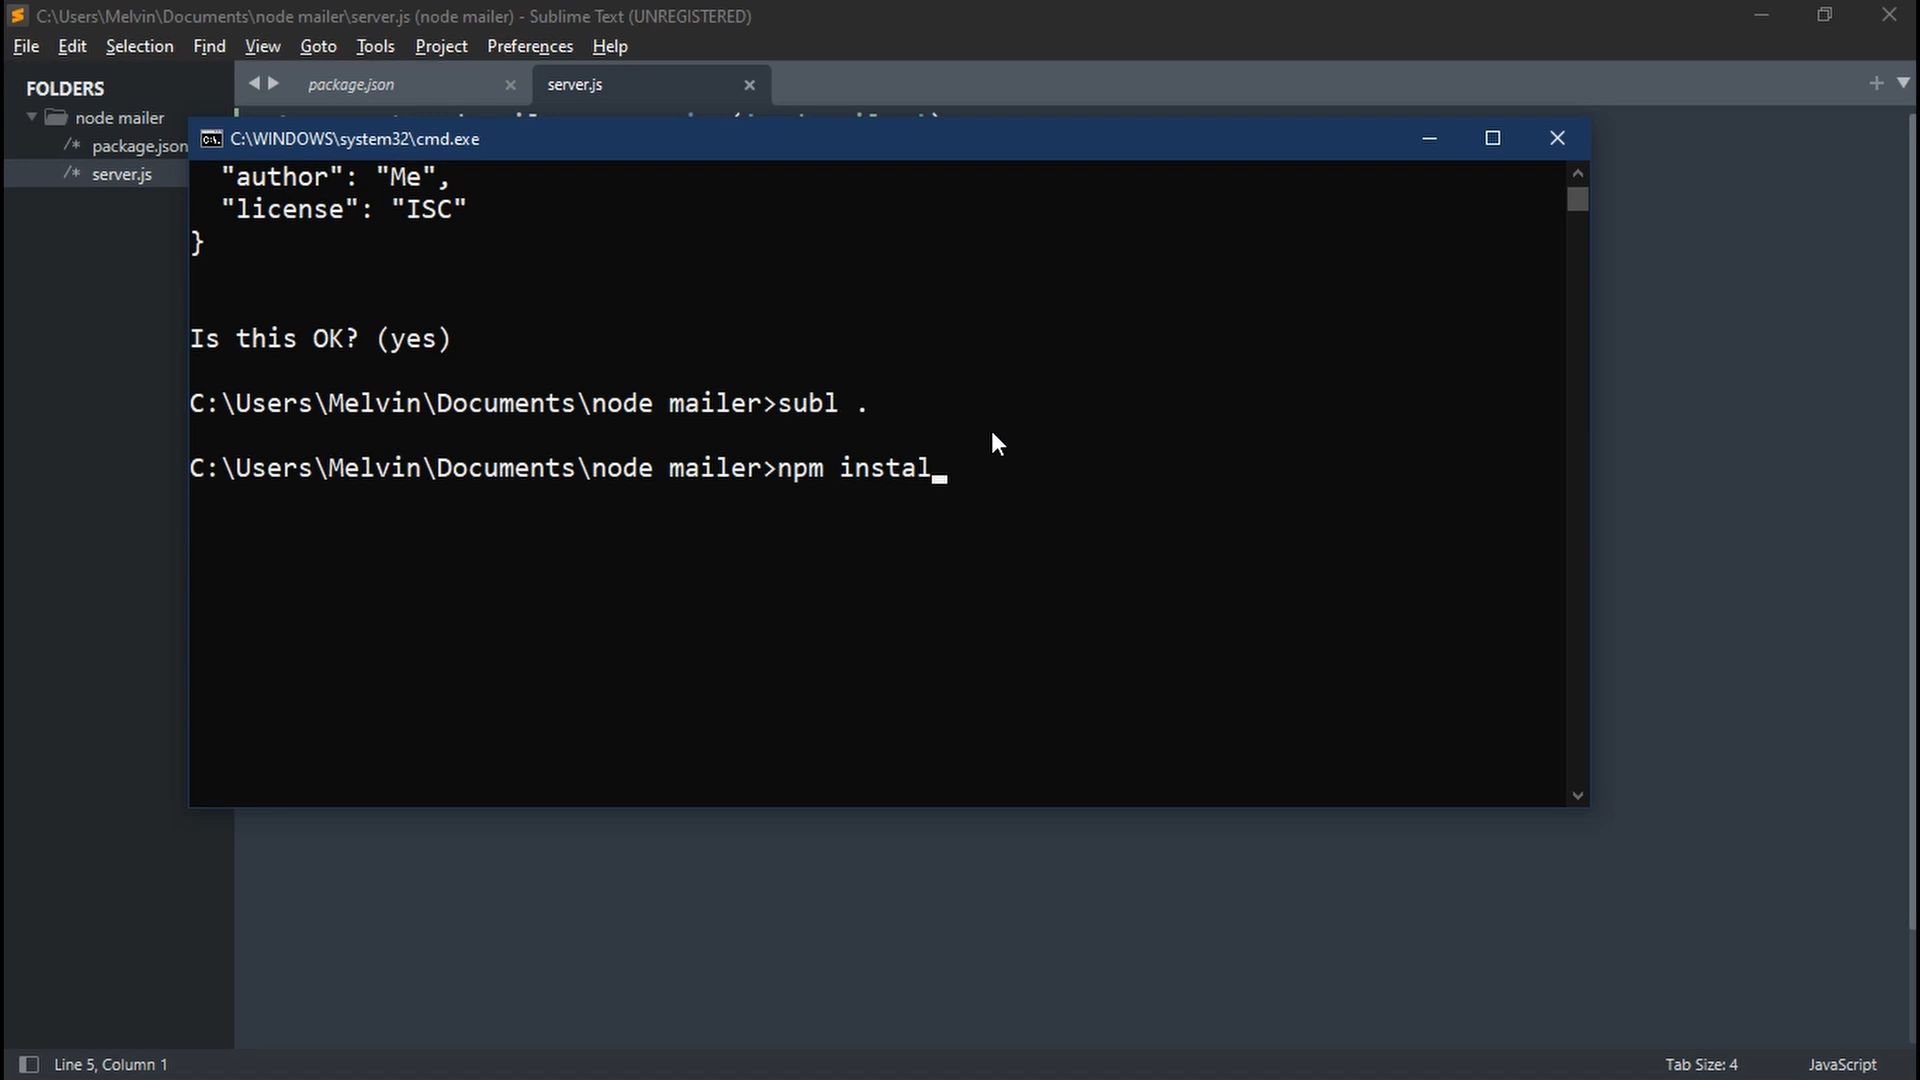 C:\Users\Melvin\Documents\node mailer\server.js (node mailer) - Sublime Text (UNREGISTERED)
File Edit Selection Find View Goto Tools Project Preferences Help
FOLDERS
node mailer
/* package.json
/* server.js
package.json
server.js
C:\WINDOWS\system32\cmd.exe
"author": "Me",
"license": "ISC"
}
Is this OK? (yes)
C:\Users\Melvin\Documents\node mailer>subl .
C:\Users\Melvin\Documents\node mailer>npm instal_
Line 5, Column 1
Tab Size: 4
JavaScript